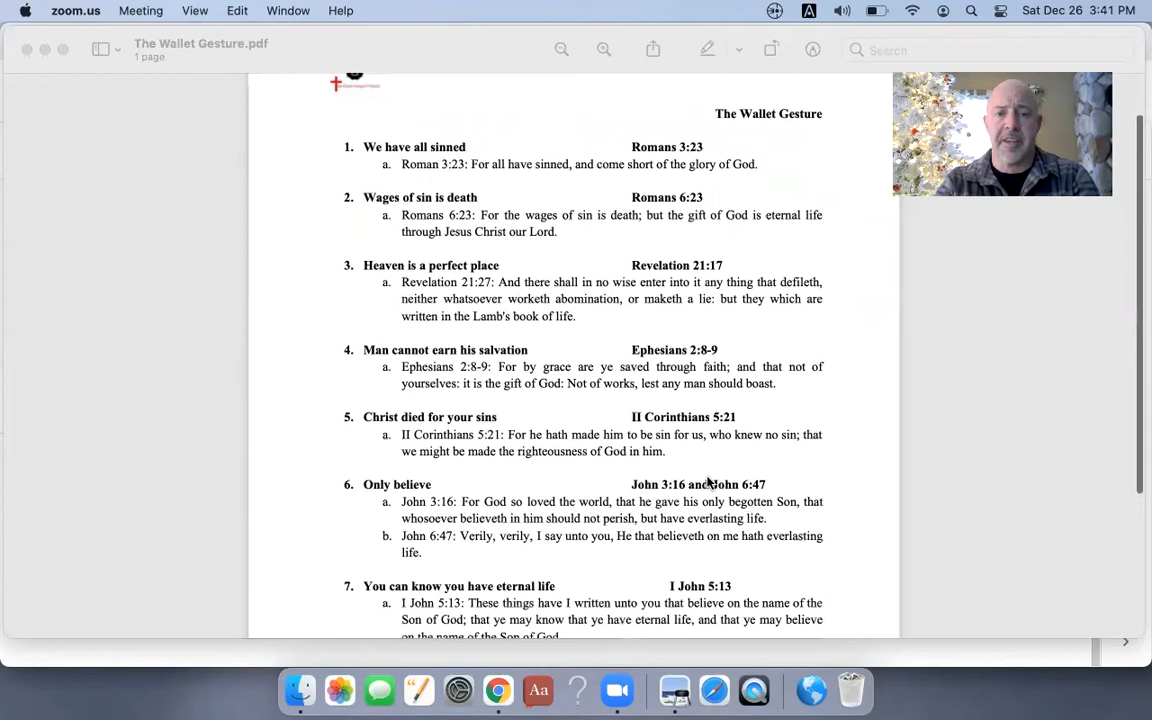 zoom.us Meeting View Edit Window Help Sat Dec 26 3:41 PM
The Wallet Gesture.pdf
1 page
Search
The Wallet Gesture
1. We have all sinned Romans 3:23
a. Roman 3:23: For all have sinned, and come short of the glory of God.
2. Wages of sin is death Romans 6:23
a. Romans 6:23: For the wages of sin is death; but the gift of God is eternal life
through Jesus Christ our Lord.
3. Heaven is a perfect place Revelation 21:17
a. Revelation 21:27: And there shall in no wise enter into it any thing that defileth,
neither whatsoever worketh abomination, or maketh a lie: but they which are
written in the Lamb's book of life.
4. Man cannot earn his salvation Ephesians 2:8-9
a. Ephesians 2:8-9: For by grace are ye saved through faith; and that not of
yourselves: it is the gift of God: Not of works, lest any man should boast.
5. Christ died for your sins II Corinthians 5:21
a. II Corinthians 5:21: For he hath made him to be sin for us, who knew no sin; that
we might be made the righteousness of God in him.
6. Only believe John 3:16 and John 6:47
a. John 3:16: For God so loved the world, that he gave his only begotten Son, that
whosoever believeth in him should not perish, but have everlasting life.
b. John 6:47: Verily, verily, I say unto you, He that believeth on me hath everlasting
life.
7. You can know you have eternal life I John 5:13
a. I John 5:13: These things have I written unto you that believe on the name of the
Son of God; that ye may know that ye have eternal life, and that ye may believe
on the name of the Son of God.
Aa